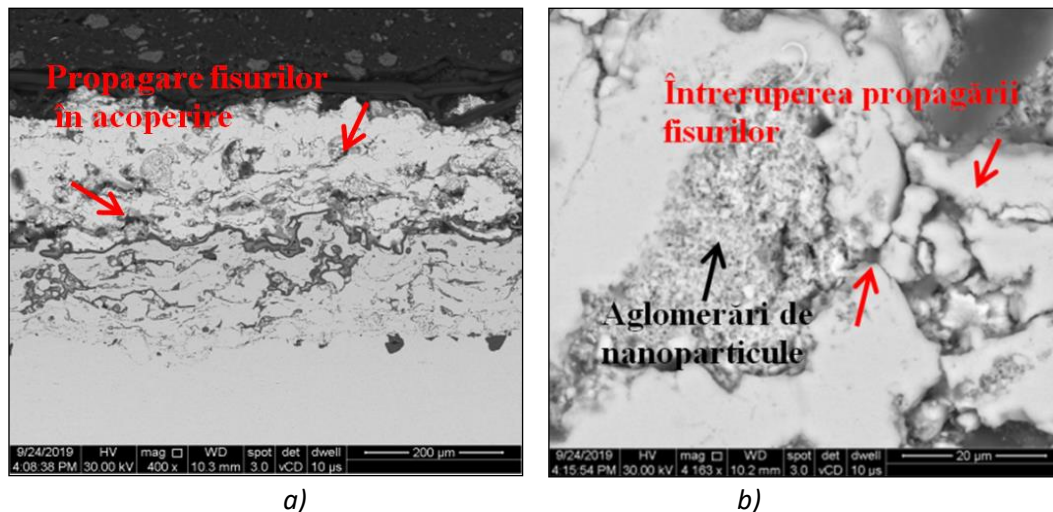 Propagare fisurilor
în acoperire
9/24/2019 HV mag □ WD spot det dwell
4:08:38 PM 30.00 kV 400 x 10.3 mm 3.0 vCD 10 µs
200 µm
a)
Întreruperea propagării
fisurilor
Aglomerări de
nanoparticule
9/24/2019 HV mag □ WD spot det dwell
4:15:54 PM 30.00 kV 4 163 x 10.2 mm 3.0 vCD 10 µs
20 µm
b)